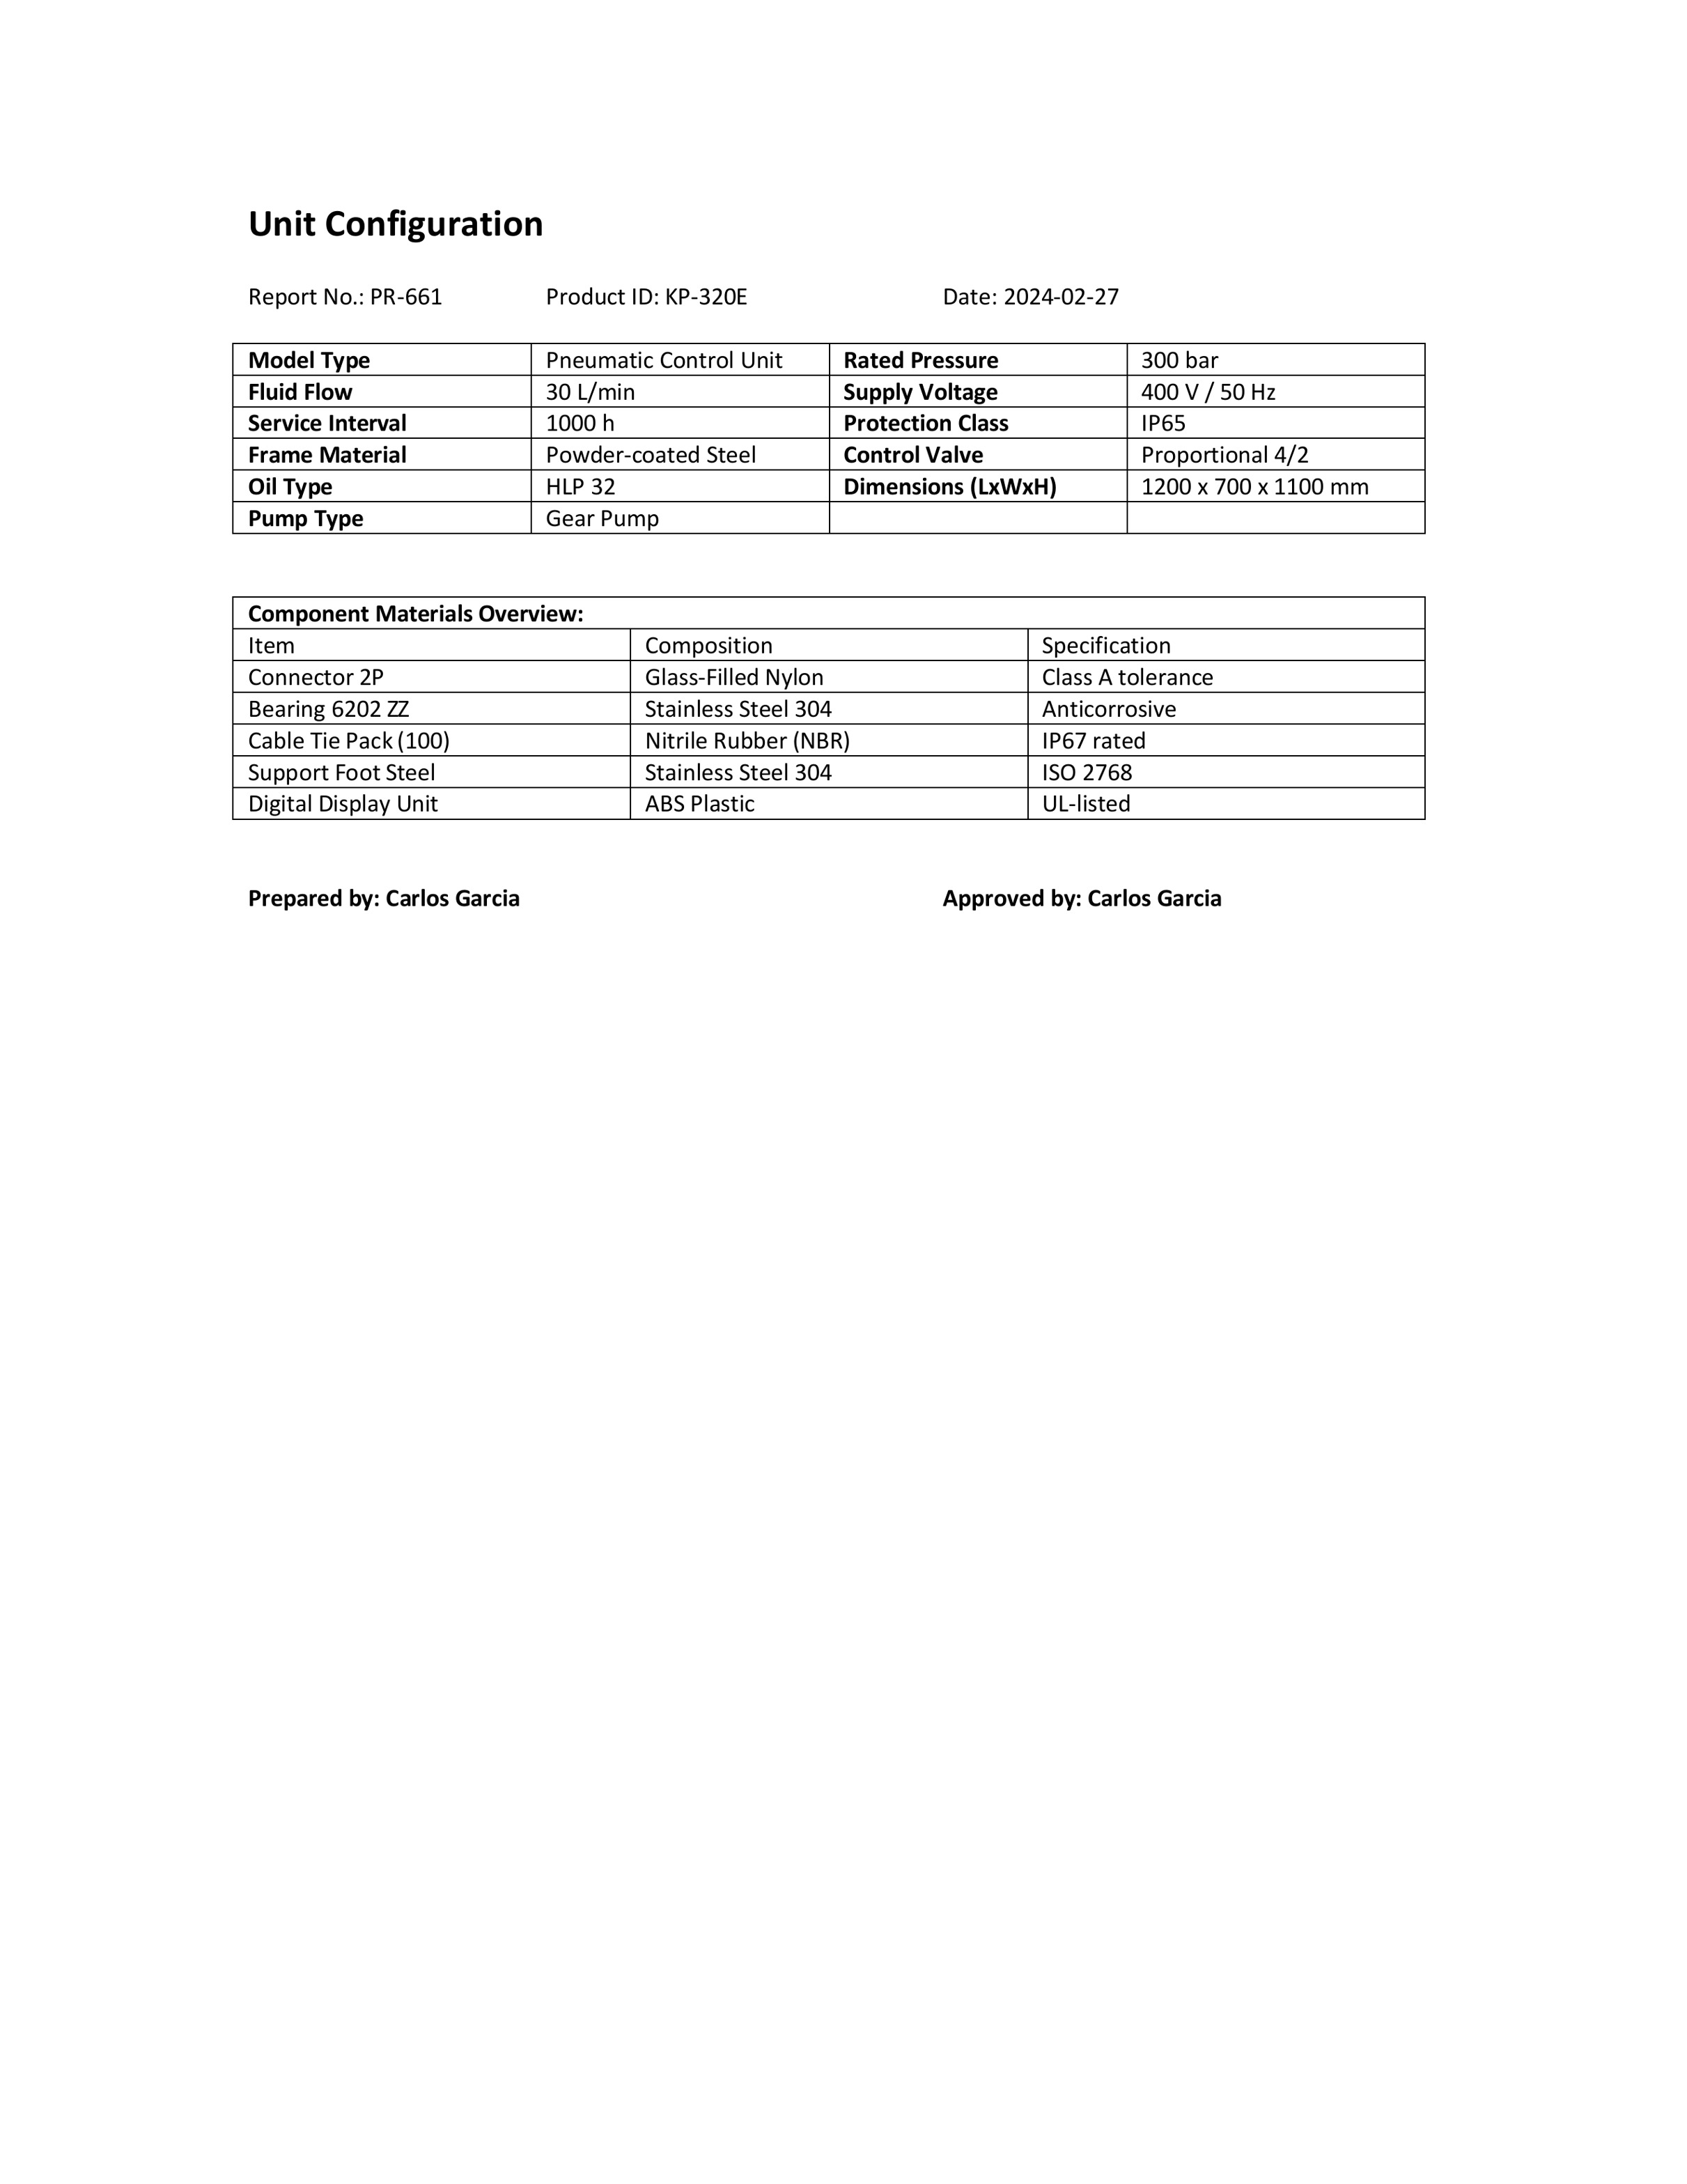 Unit Configuration
Report No.: PR-661 Product ID: KP-320E Date: 2024-02-27
Model Type Pneumatic Control Unit Rated Pressure 300 bar
Fluid Flow 30 L/min Supply Voltage 400 V / 50 Hz
Service Interval 1000 h Protection Class IP65
Frame Material Powder-coated Steel Control Valve Proportional 4/2
Oil Type HLP 32 Dimensions (LxWxH) 1200 x 700 x 1100 mm
Pump Type Gear Pump
Component Materials Overview:
Item Composition Specification
Connector 2P Glass-Filled Nylon Class A tolerance
Bearing 6202 ZZ Stainless Steel 304 Anticorrosive
Cable Tie Pack (100) Nitrile Rubber (NBR) IP67 rated
Support Foot Steel Stainless Steel 304 ISO 2768
Digital Display Unit ABS Plastic UL-listed
Prepared by: Carlos Garcia Approved by: Carlos Garcia